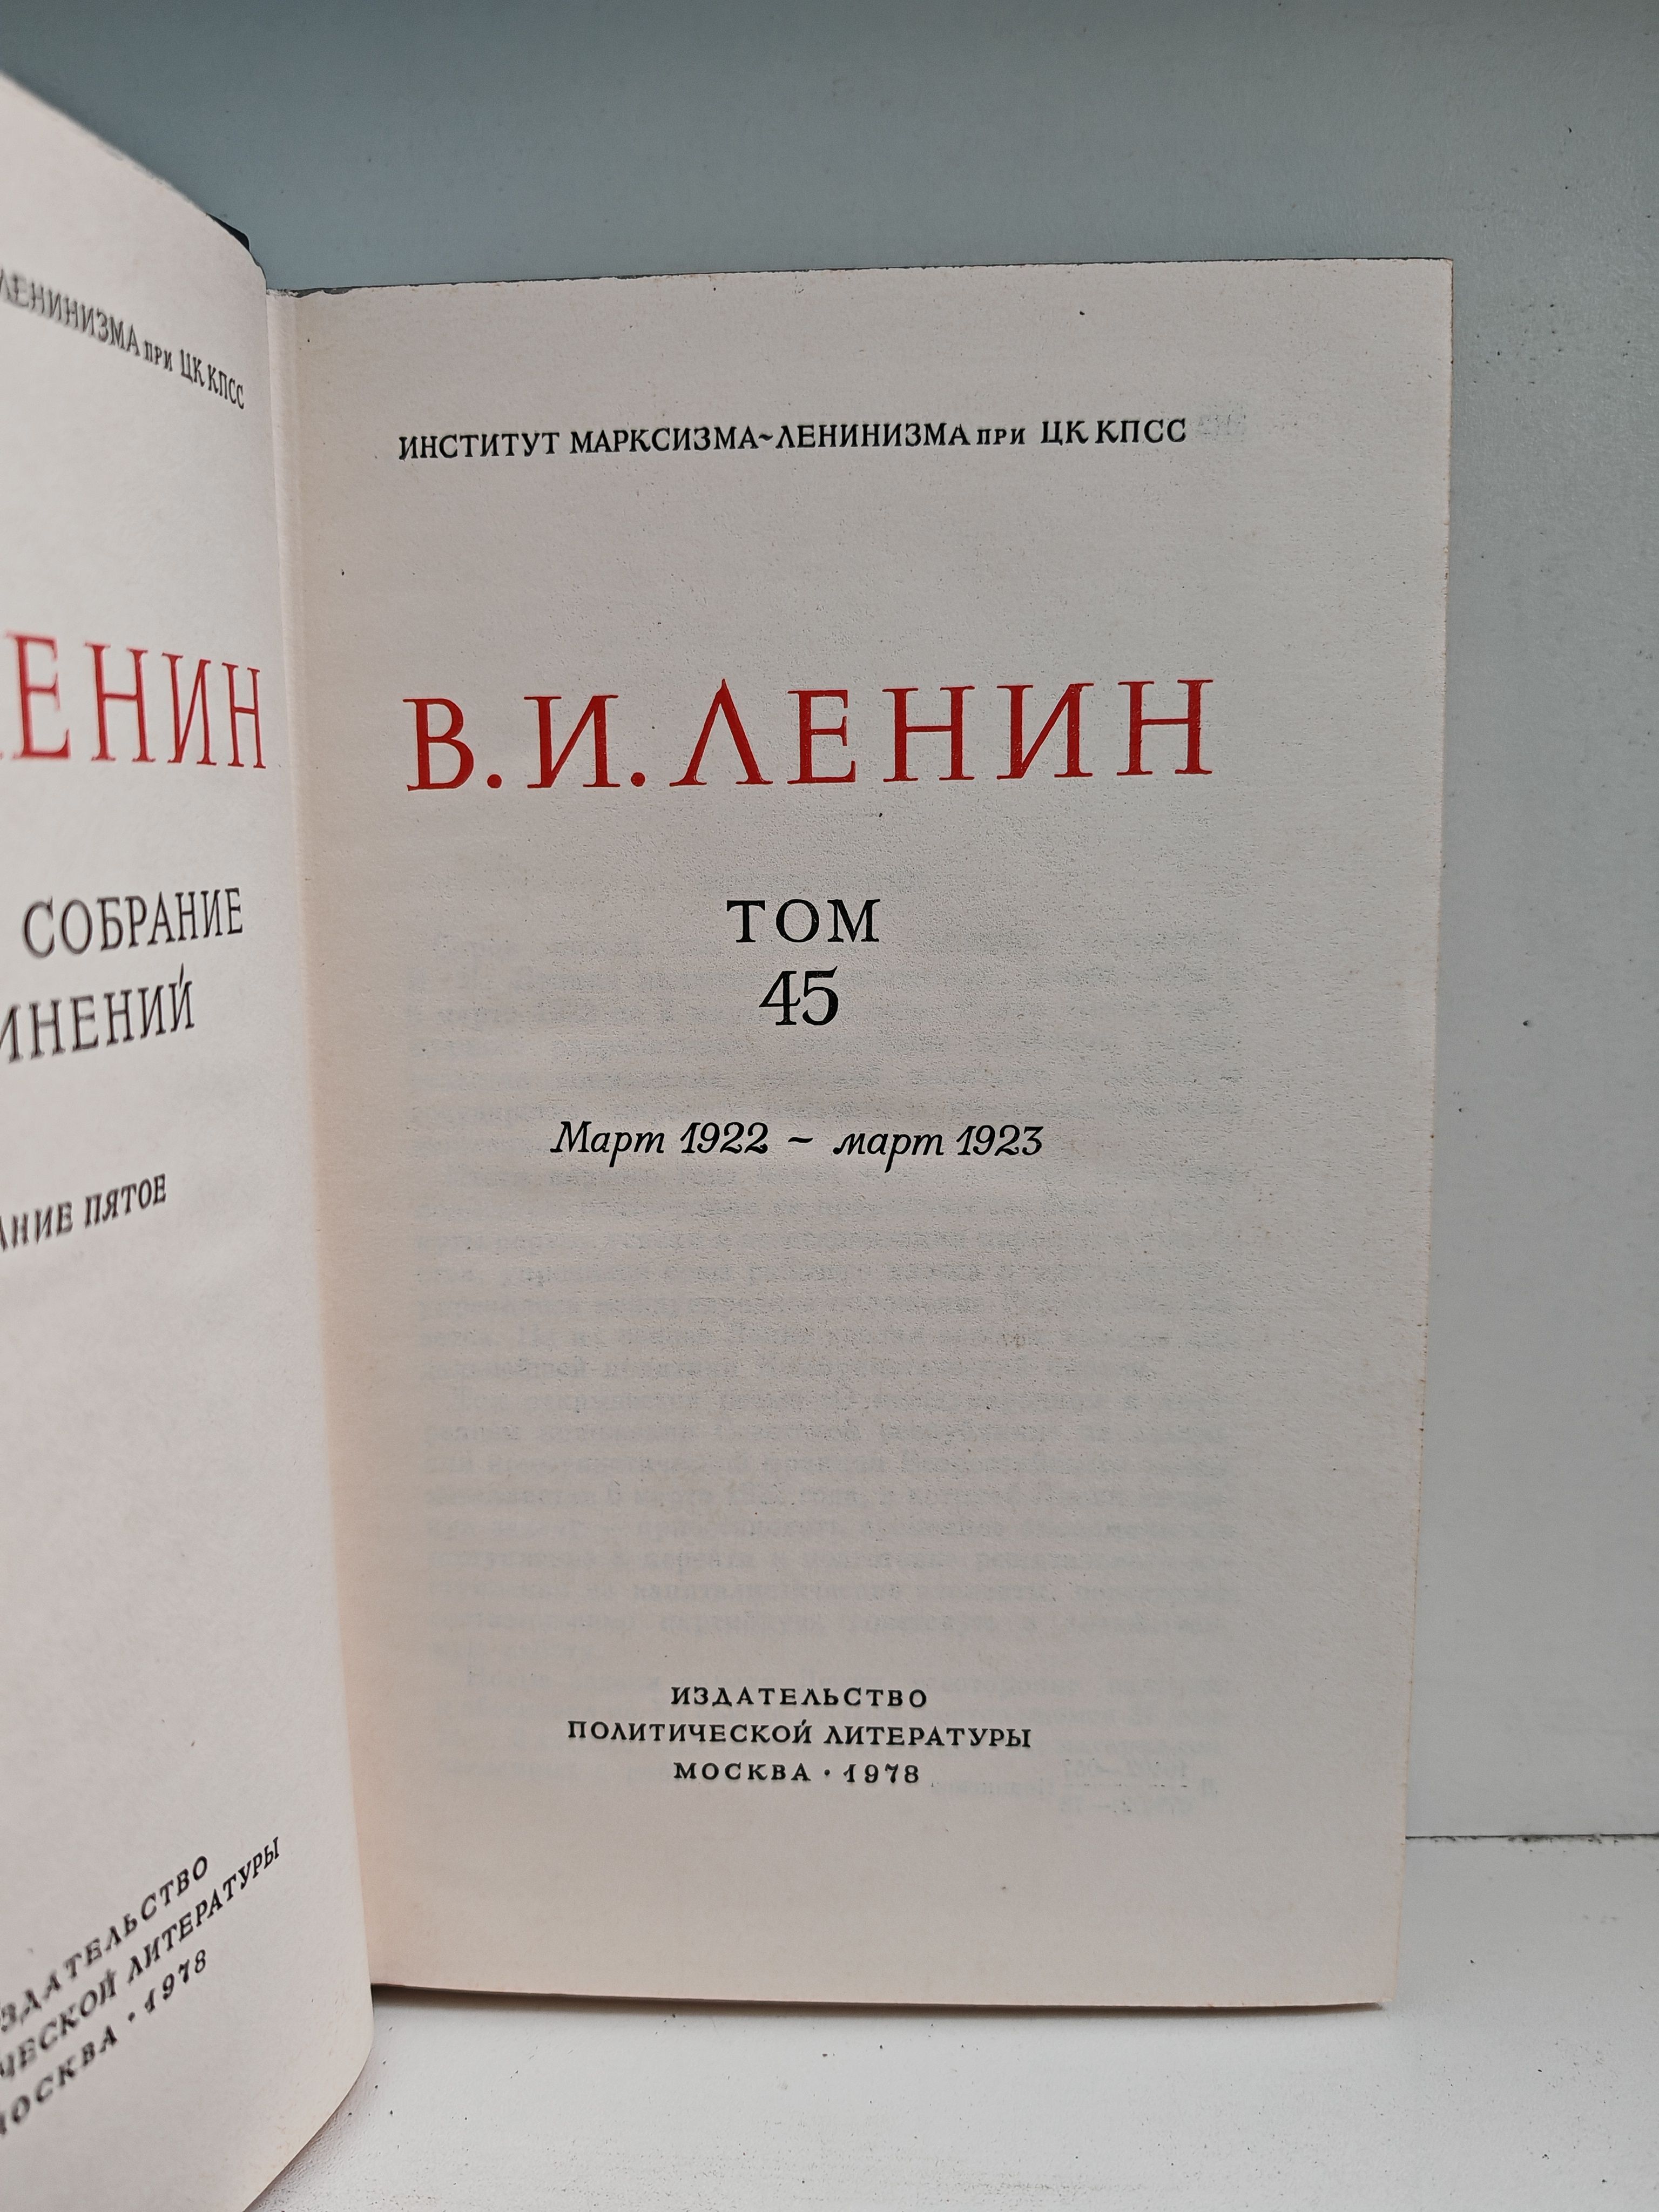 ЛЕНИНИЗМА при ЦК КПСС
ЕНИН
СОБРАНИЕ
ИНЕНИЙ
АНИЕ ПЯТОЕ
ЗДАТЕЛЬСТВО
ЧЕСКОЙ ЛИТЕРАТУРЫ
МОСКВА · 1978
ИНСТИТУТ МАРКСИЗМА~ЛЕНИНИЗМА при ЦК КПСС
В. И. ЛЕНИН
ТОМ
45
Март 1922 ~ март 1923
ИЗДАТЕЛЬСТВО
ПОЛИТИЧЕСКОЙ ЛИТЕРАТУРЫ
МОСКВА · 1978